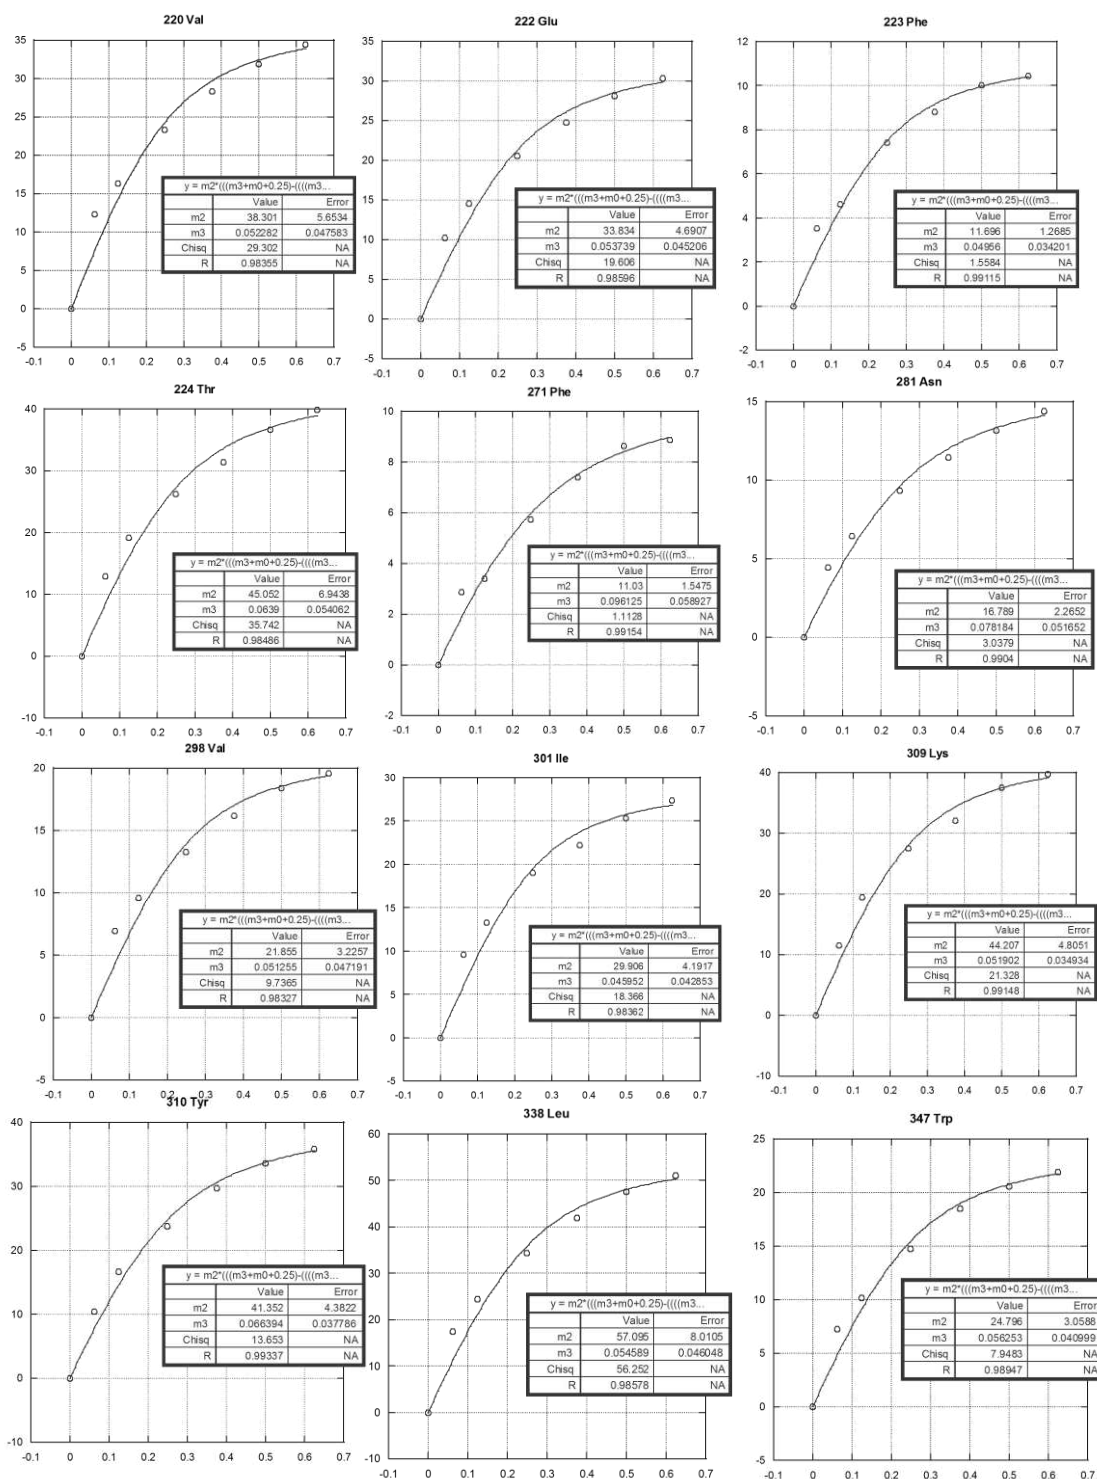 220 Val
35
30
25
20
15
10
5
0
-5
-0.1 0 0.1 0.2 0.3 0.4 0.5 0.6 0.7
y = m2*(((m3+m0+0.25)-((((m3...
Value Error
m2 38.301 5.6534
m3 0.052282 0.047583
Chisq 29.302 NA
R 0.98355 NA
222 Glu
35
30
25
20
15
10
5
0
-5
-0.1 0 0.1 0.2 0.3 0.4 0.5 0.6 0.7
y = m2*(((m3+m0+0.25)-((((m3...
Value Error
m2 33.834 4.6907
m3 0.053739 0.045206
Chisq 19.606 NA
R 0.98596 NA
223 Phe
12
10
8
6
4
2
0
-2
-0.1 0 0.1 0.2 0.3 0.4 0.5 0.6 0.7
y = m2*(((m3+m0+0.25)-((((m3...
Value Error
m2 11.696 1.2685
m3 0.04956 0.034201
Chisq 1.5584 NA
R 0.99115 NA
224 Thr
40
30
20
10
0
-10
-0.1 0 0.1 0.2 0.3 0.4 0.5 0.6 0.7
y = m2*(((m3+m0+0.25)-((((m3...
Value Error
m2 45.052 6.9438
m3 0.0639 0.054062
Chisq 35.742 NA
R 0.98486 NA
271 Phe
10
8
6
4
2
0
-2
-0.1 0 0.1 0.2 0.3 0.4 0.5 0.6 0.7
y = m2*(((m3+m0+0.25)-((((m3...
Value Error
m2 11.03 1.5475
m3 0.096125 0.058927
Chisq 1.1128 NA
R 0.99154 NA
281 Asn
15
10
5
0
-5
-0.1 0 0.1 0.2 0.3 0.4 0.5 0.6 0.7
y = m2*(((m3+m0+0.25)-((((m3...
Value Error
m2 16.789 2.2652
m3 0.078184 0.051652
Chisq 3.0379 NA
R 0.9904 NA
298 Val
20
15
10
5
0
-5
-0.1 0 0.1 0.2 0.3 0.4 0.5 0.6 0.7
y = m2*(((m3+m0+0.25)-((((m3...
Value Error
m2 21.855 3.2257
m3 0.051255 0.047191
Chisq 9.7365 NA
R 0.98327 NA
301 Ile
30
25
20
15
10
5
0
-5
-0.1 0 0.1 0.2 0.3 0.4 0.5 0.6 0.7
y = m2*(((m3+m0+0.25)-((((m3...
Value Error
m2 29.906 4.1917
m3 0.045952 0.042853
Chisq 18.366 NA
R 0.98362 NA
309 Lys
40
30
20
10
0
-10
-0.1 0 0.1 0.2 0.3 0.4 0.5 0.6 0.7
y = m2*(((m3+m0+0.25)-((((m3...
Value Error
m2 44.207 4.8051
m3 0.051902 0.034934
Chisq 21.328 NA
R 0.99148 NA
310 Tyr
40
30
20
10
0
-10
-0.1 0 0.1 0.2 0.3 0.4 0.5 0.6 0.7
y = m2*(((m3+m0+0.25)-((((m3...
Value Error
m2 41.352 4.3822
m3 0.066394 0.037786
Chisq 13.653 NA
R 0.99337 NA
338 Leu
60
50
40
30
20
10
0
-10
-0.1 0 0.1 0.2 0.3 0.4 0.5 0.6 0.7
y = m2*(((m3+m0+0.25)-((((m3...
Value Error
m2 57.095 8.0105
m3 0.054589 0.046048
Chisq 56.252 NA
R 0.98578 NA
347 Trp
25
20
15
10
5
0
-5
-0.1 0 0.1 0.2 0.3 0.4 0.5 0.6 0.7
y = m2*(((m3+m0+0.25)-((((m3...
Value Error
m2 24.796 3.0588
m3 0.056253 0.040999
Chisq 7.9483 NA
R 0.98947 NA